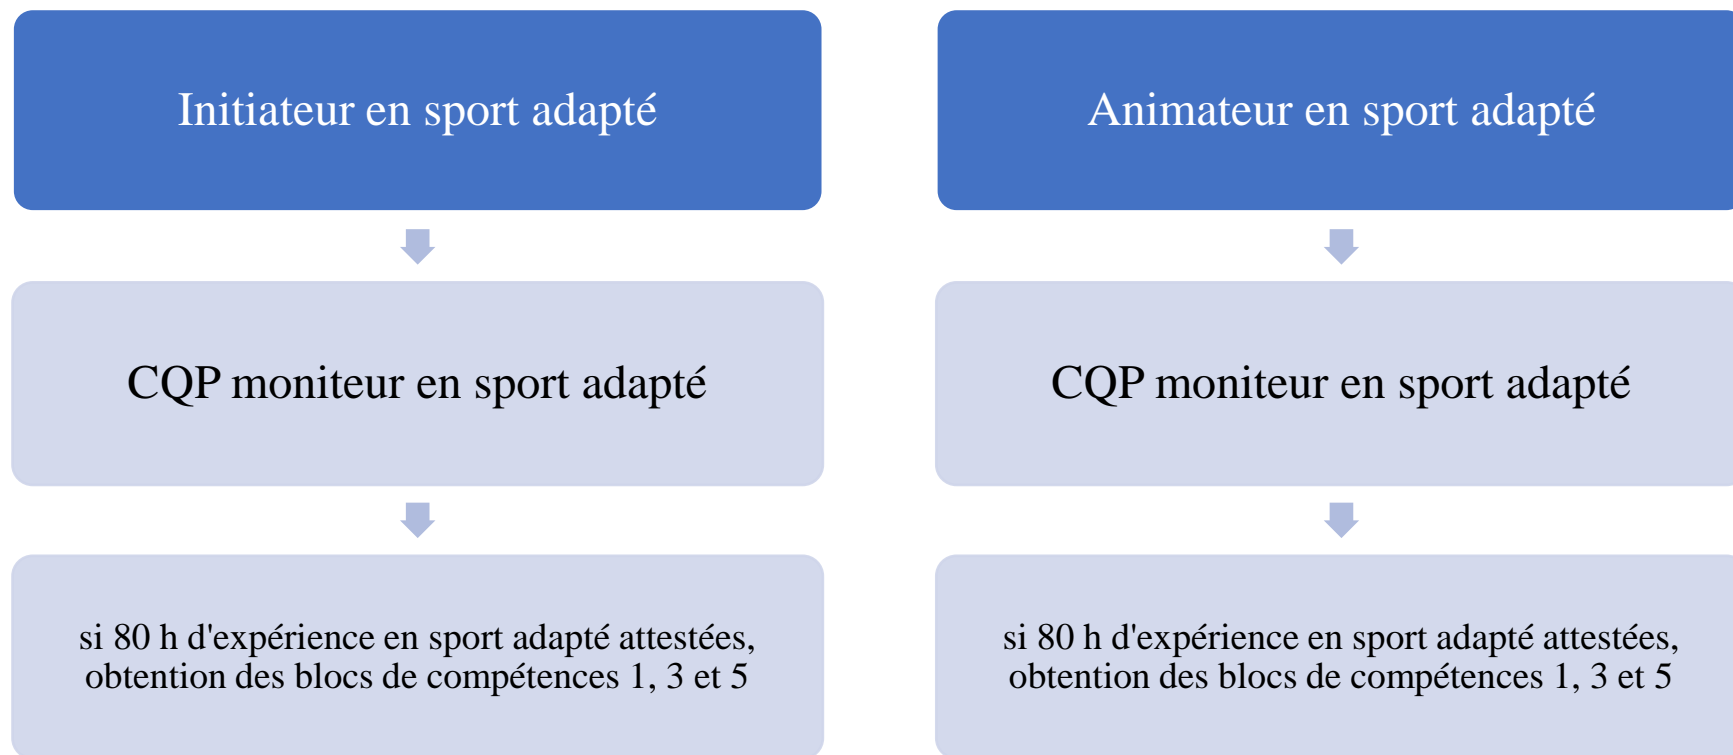 Initiateur en sport adapté
CQP moniteur en sport adapté
si 80 h d'expérience en sport adapté attestées,
obtention des blocs de compétences 1, 3 et 5
Animateur en sport adapté
CQP moniteur en sport adapté
si 80 h d'expérience en sport adapté attestées,
obtention des blocs de compétences 1, 3 et 5